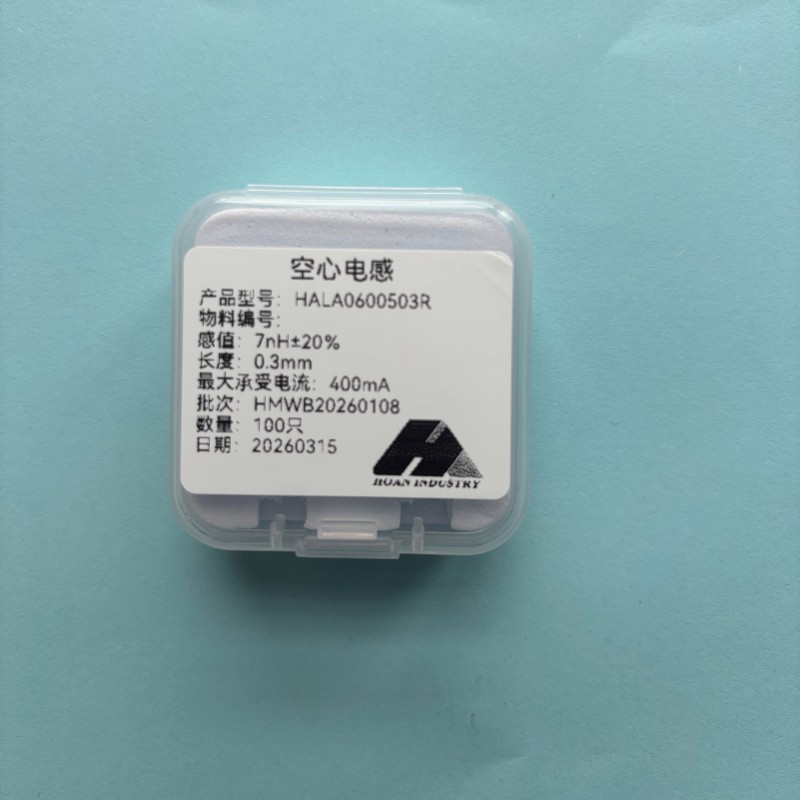 空心电感
产品型号：HALA0600503R
物料编号：
感值：7nH±20%
长度：0.3mm
最大承受电流：400mA
批次：HMWB20260108
数量：100只
日期：20260315
HOAN INDUSTRY